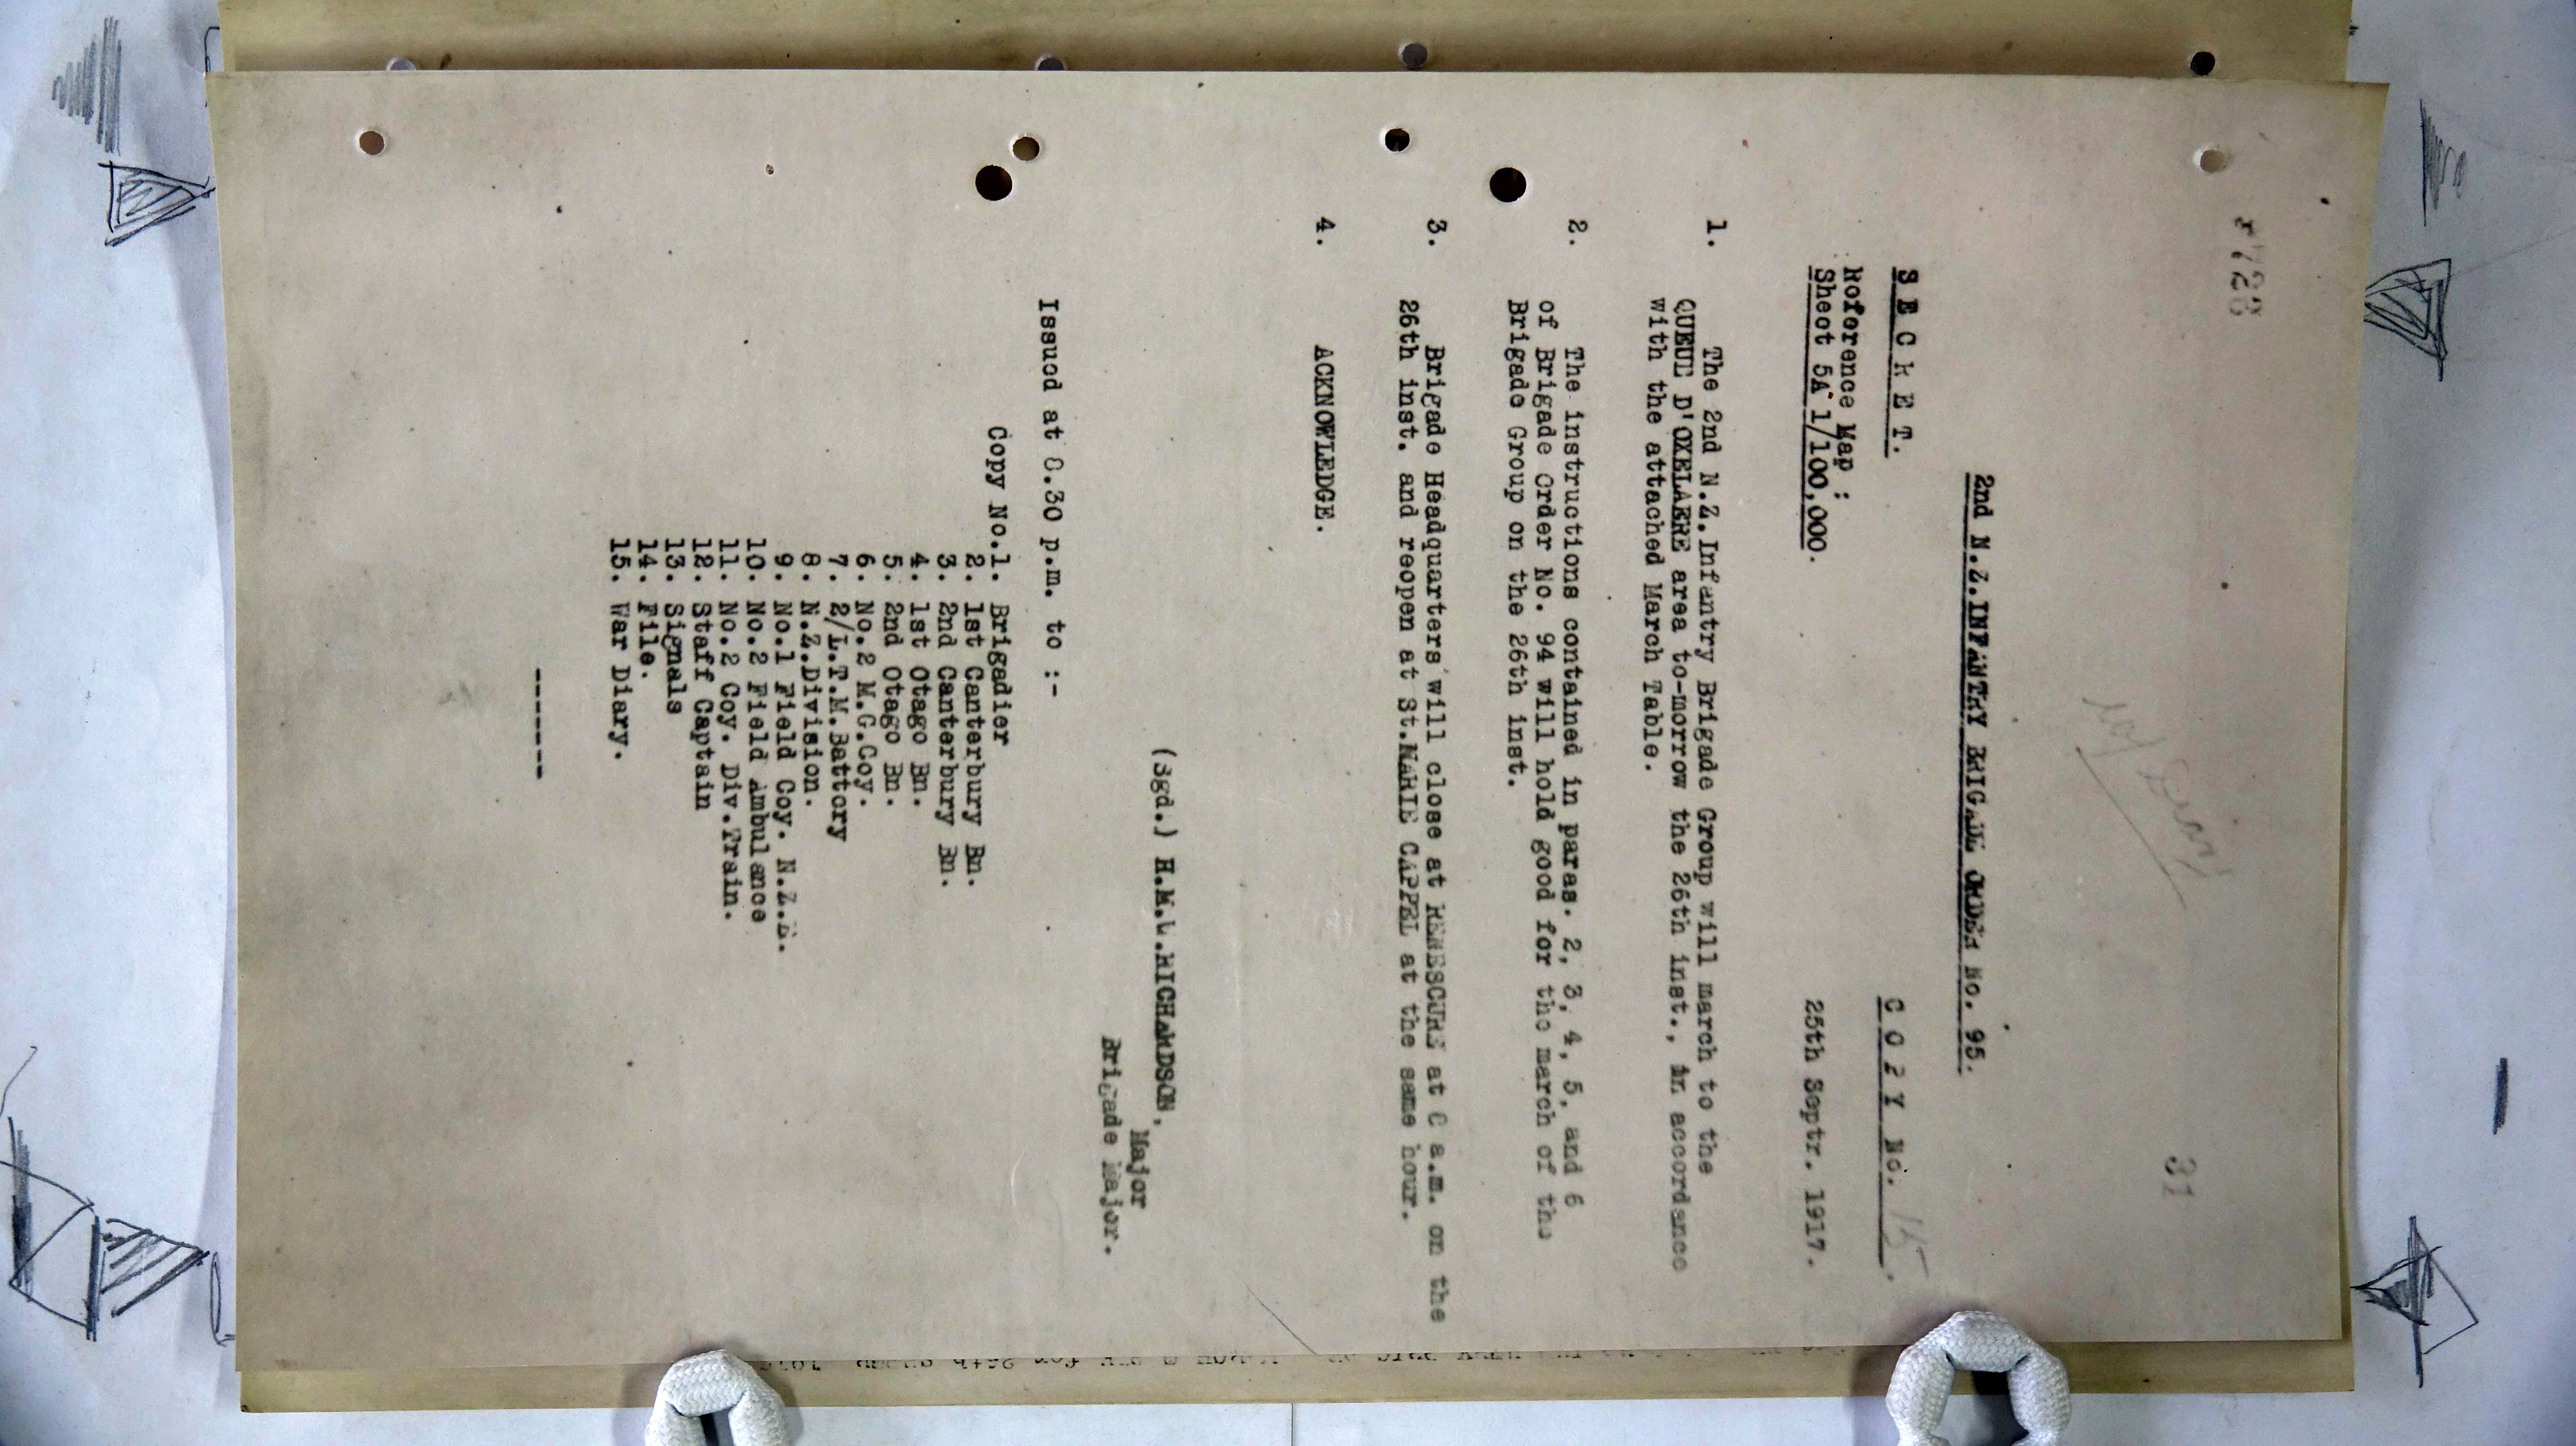 31
2nd N.Z.INFANTRY BRIGADE ORDER No. 95.
S E C R E T.
C O P Y No. 15.
Reference Map ;
Sheet 5A 1/100,000.
25th Septr. 1917.
1. The 2nd N.Z.Infantry Brigade Group will march to the
QUEUE D'OXELAERE area to-morrow the 26th inst., in accordance
with the attached March Table.
2. The instructions contained in paras. 2, 3, 4, 5, and 6
of Brigade Order No. 94 will hold good for the march of the
Brigade Group on the 26th inst.
3. Brigade Headquarters will close at RENESCURE at 8 a.m. on the
26th inst. and reopen at St.MARIE CAPPEL at the same hour.
4. ACKNOWLEDGE.
(Sgd.) H.M.W.RICHARDSON,
Major
Brigade Major.
Issued at 8.30 p.m. to :-
Copy No.1. Brigadier
2. 1st Canterbury Bn.
3. 2nd Canterbury Bn.
4. 1st Otago Bn.
5. 2nd Otago Bn.
6. No.2 M.G.Coy.
7. 2/L.T.M.Battery
8. N.Z.Division.
9. No.1 Field Coy. N.Z.E.
10. No.2 Field Ambulance
11. No.2 Coy. Div.Train.
12. Staff Captain
13. Signals
14. File.
15. War Diary.
-------